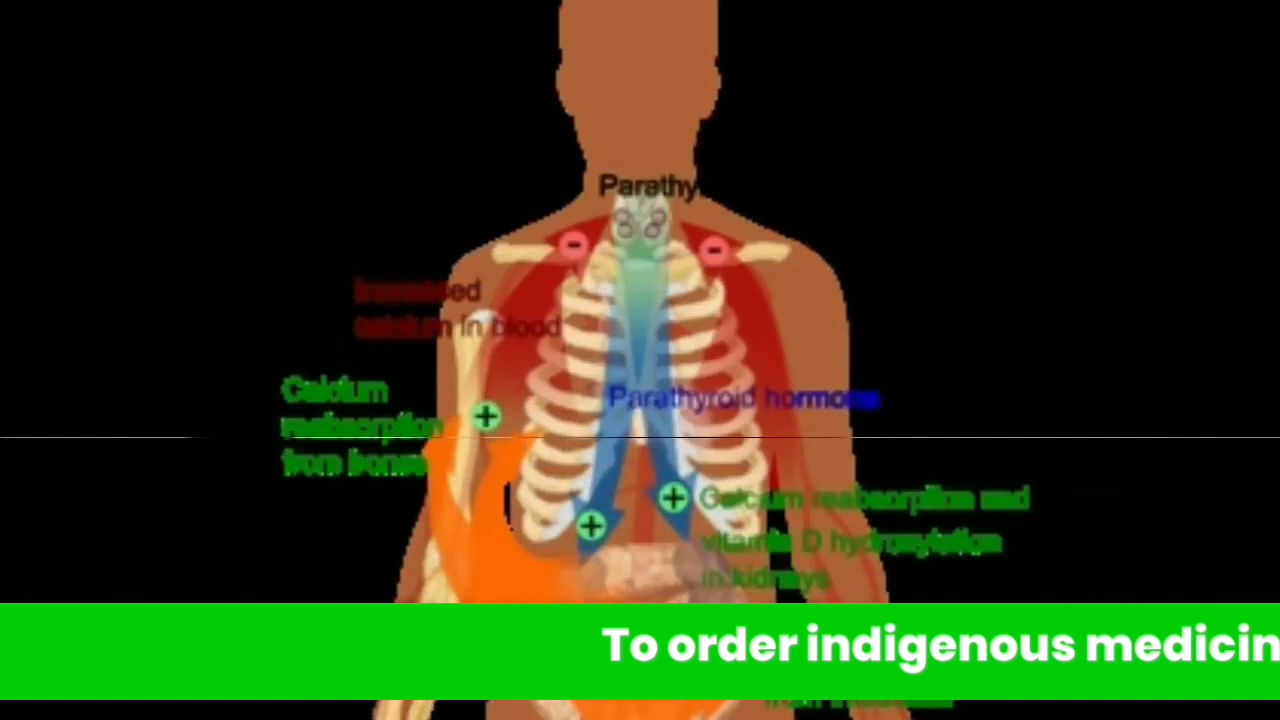 Parathy
Increased
calcium in blood
Calcium
reabsorption
from bones
Parathyroid hormone
Calcium reabsorption and
vitamin D hydroxylation
in kidneys
To order indigenous medicin